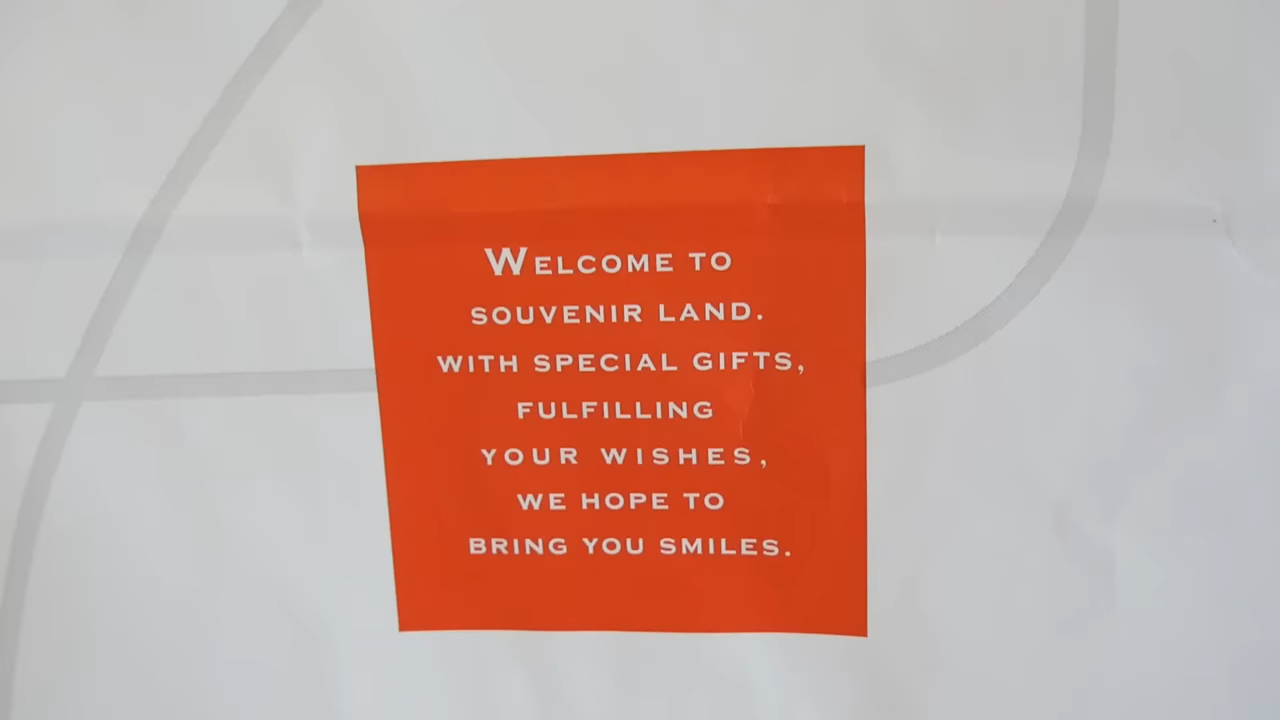 WELCOME TO
SOUVENIR LAND.
WITH SPECIAL GIFTS,
FULFILLING
YOUR WISHES,
WE HOPE TO
BRING YOU SMILES.